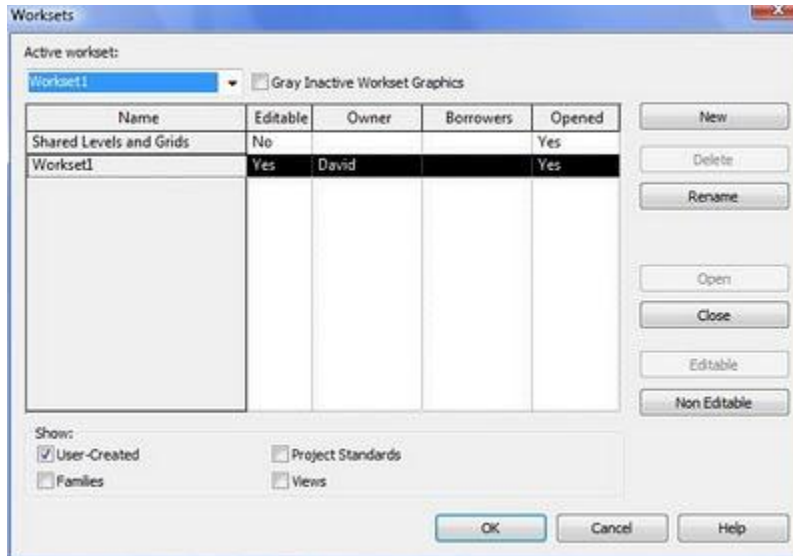 Worksets
Active workset:
Workset1
Gray Inactive Workset Graphics
Name Editable Owner Borrowers Opened
Shared Levels and Grids No Yes
Workset1 Yes David Yes
New
Delete
Rename
Open
Close
Editable
Non Editable
Show:
User-Created Project Standards
Families Views
OK Cancel Help